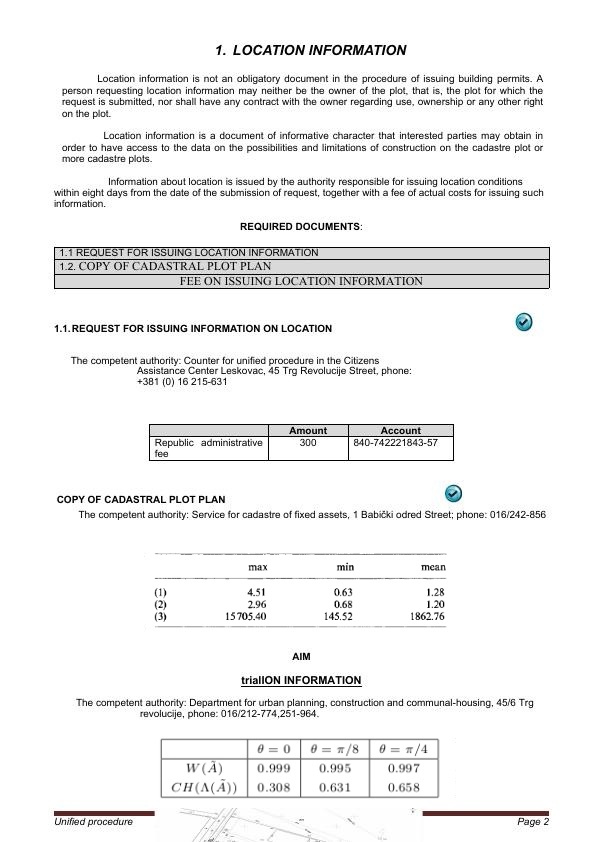 1. LOCATION INFORMATION
Location information is not an obligatory document in the procedure of issuing building permits. A
person requesting location information may neither be the owner of the plot, that is, the plot for which the
request is submitted, nor shall have any contract with the owner regarding use, ownership or any other right
on the plot.
Location information is a document of informative character that interested parties may obtain in
order to have access to the data on the possibilities and limitations of construction on the cadastre plot or
more cadastre plots.
Information about location is issued by the authority responsible for issuing location conditions
within eight days from the date of the submission of request, together with a fee of actual costs for issuing such
information.
REQUIRED DOCUMENTS:
1.1 REQUEST FOR ISSUING LOCATION INFORMATION
1.2. COPY OF CADASTRAL PLOT PLAN
FEE ON ISSUING LOCATION INFORMATION
1.1. REQUEST FOR ISSUING INFORMATION ON LOCATION
The competent authority: Counter for unified procedure in the Citizens
Assistance Center Leskovac, 45 Trg Revolucije Street, phone:
+381 (0) 16 215-631
Amount Account
Republic administrative 300 840-742221843-57
fee
COPY OF CADASTRAL PLOT PLAN
The competent authority: Service for cadastre of fixed assets, 1 Babički odred Street; phone: 016/242-856
max min mean
(1) 4.51 0.63 1.28
(2) 2.96 0.68 1.20
(3) 15705.40 145.52 1862.76
AIM
trialION INFORMATION
The competent authority: Department for urban planning, construction and communal-housing, 45/6 Trg
revolucije, phone: 016/212-774,251-964.
θ = 0 θ = π/8 θ = π/4
W(Ã) 0.999 0.995 0.997
CH(Λ(Ã)) 0.308 0.631 0.658
Unified procedure Page 2